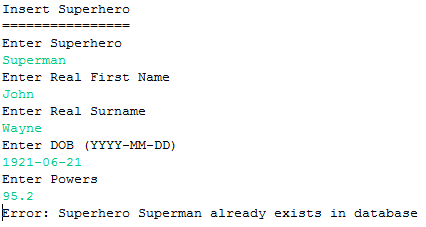 Insert Superhero
================
Enter Superhero
Superman
Enter Real First Name
John
Enter Real Surname
Wayne
Enter DOB (YYYY-MM-DD)
1921-06-21
Enter Powers
95.2
Error: Superhero Superman already exists in database